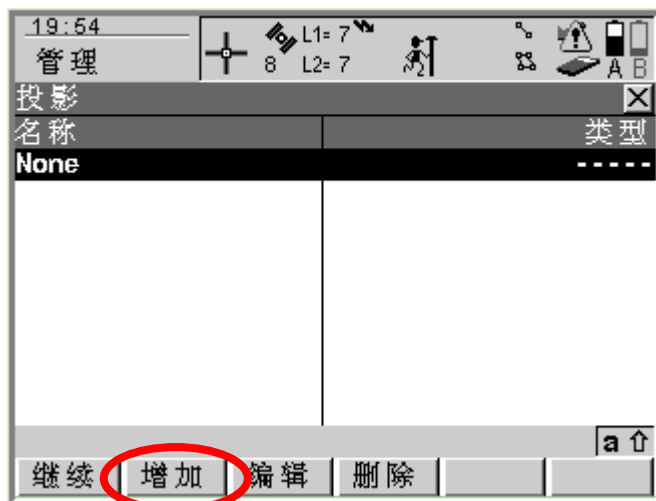 19:54
管理
L1= 7
8 L2= 7
A B
投影
名称 类型
None -----
a
继续 增加 编辑 删除